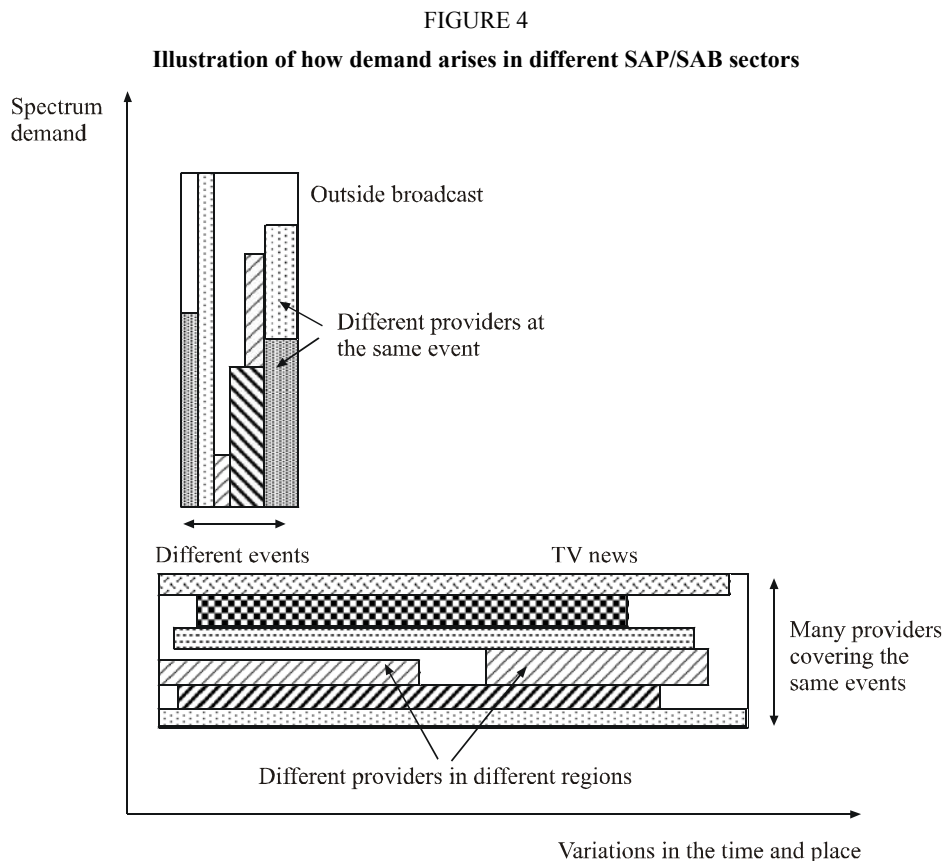 FIGURE 4
Illustration of how demand arises in different SAP/SAB sectors
Spectrum
demand
Outside broadcast
Different providers at
the same event
Different events
TV news
Many providers
covering the
same events
Different providers in different regions
Variations in the time and place